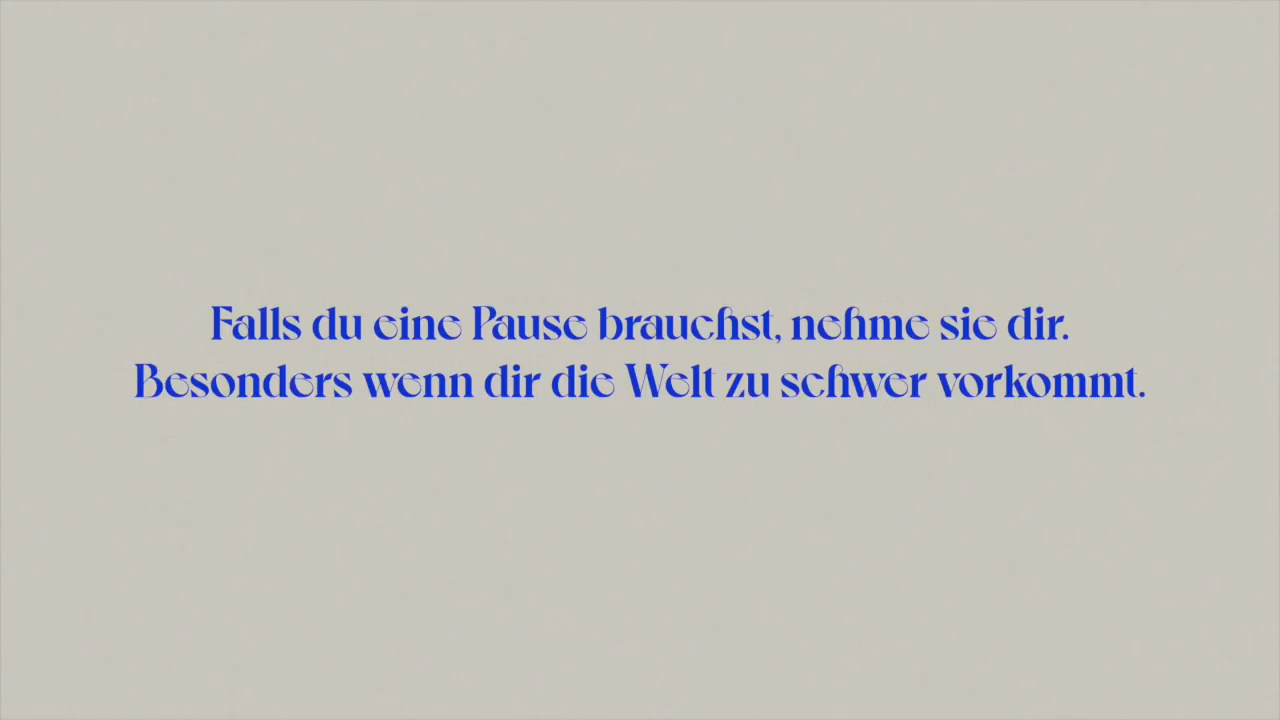 Falls du eine Pause brauchst, nehme sie dir.
Besonders wenn dir die Welt zu schwer vorkommt.